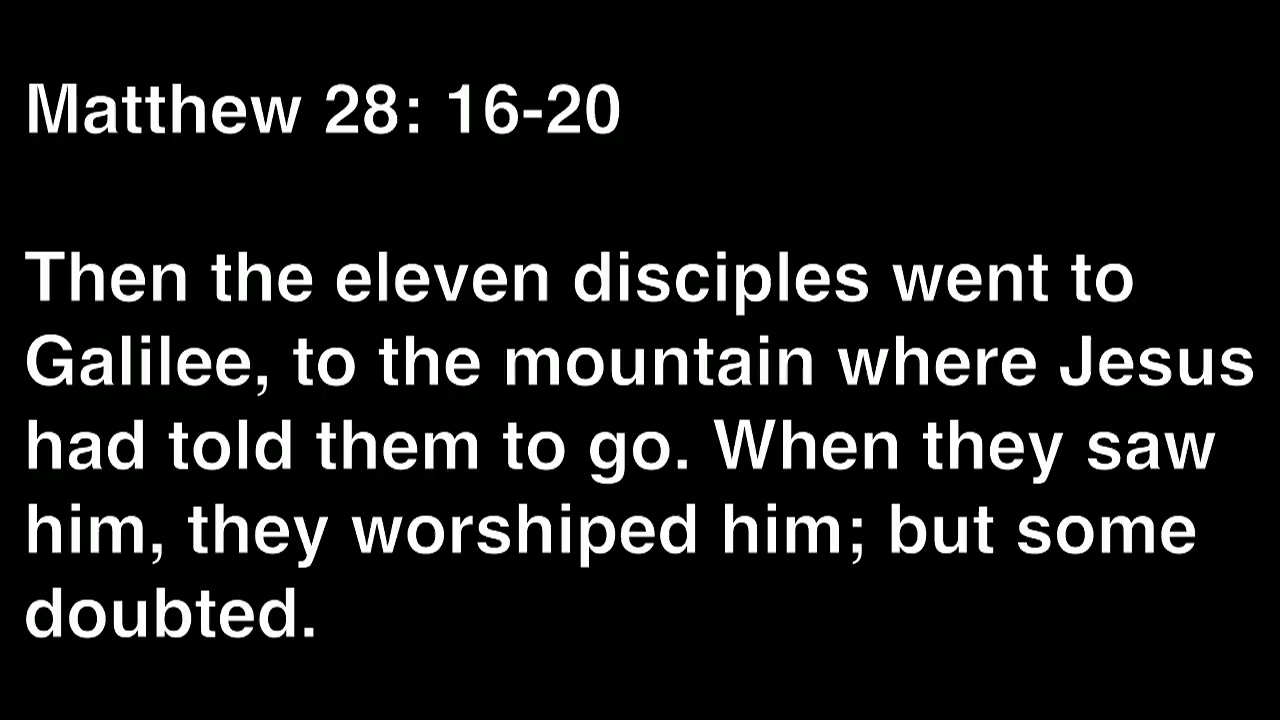 Matthew 28: 16-20
Then the eleven disciples went to
Galilee, to the mountain where Jesus
had told them to go. When they saw
him, they worshiped him; but some
doubted.